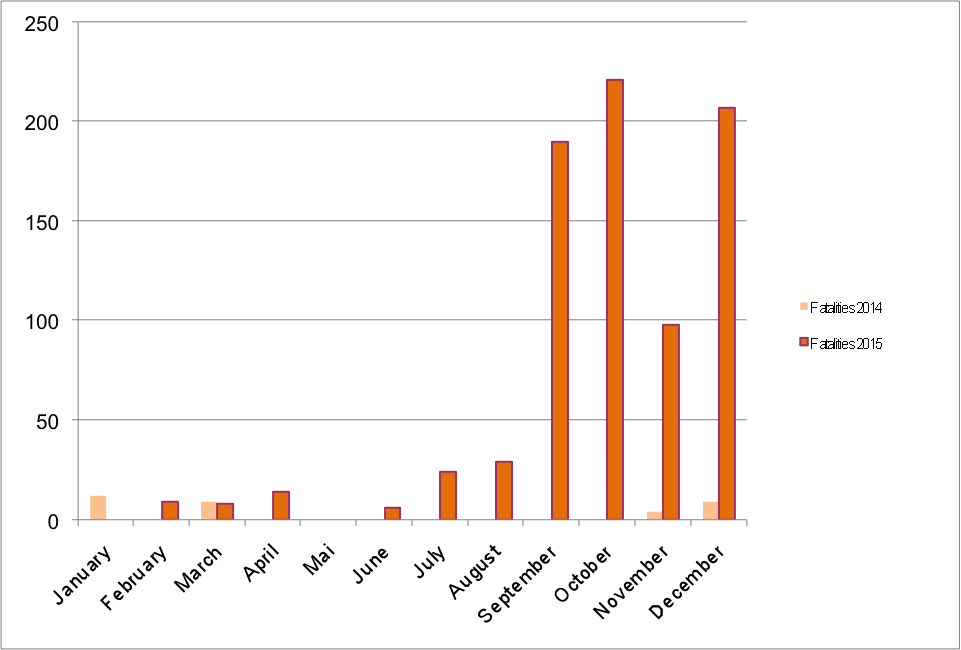 250
200
150
100
50
0
January
February
March
April
Mai
June
July
August
September
October
November
December
Fatalities 2014
Fatalities 2015